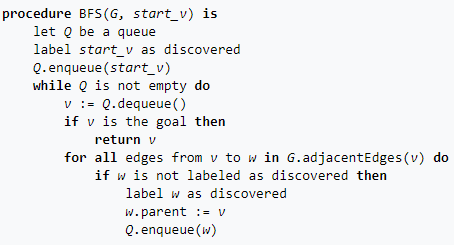 procedure BFS(G, start_v) is
    let Q be a queue
    label start_v as discovered
    Q.enqueue(start_v)
    while Q is not empty do
        v := Q.dequeue()
        if v is the goal then
            return v
        for all edges from v to w in G.adjacentEdges(v) do
            if w is not labeled as discovered then
                label w as discovered
                w.parent := v
                Q.enqueue(w)